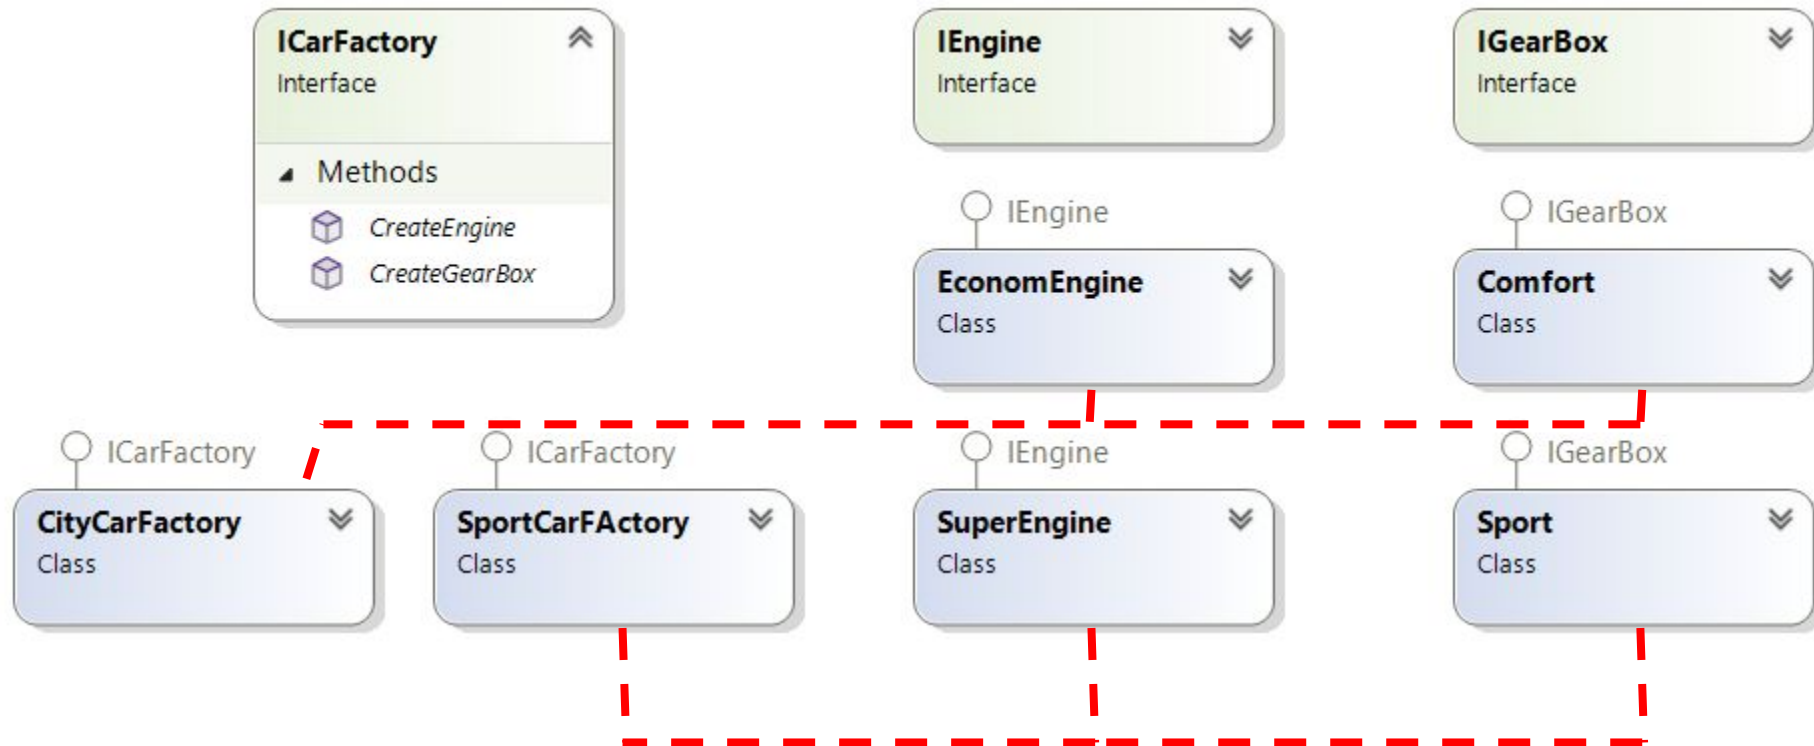 ICarFactory
Interface
Methods
CreateEngine
CreateGearBox
IEngine
Interface
IGearBox
Interface
IEngine
EconomEngine
Class
IGearBox
Comfort
Class
ICarFactory
CityCarFactory
Class
ICarFactory
SportCarFActory
Class
IEngine
SuperEngine
Class
IGearBox
Sport
Class